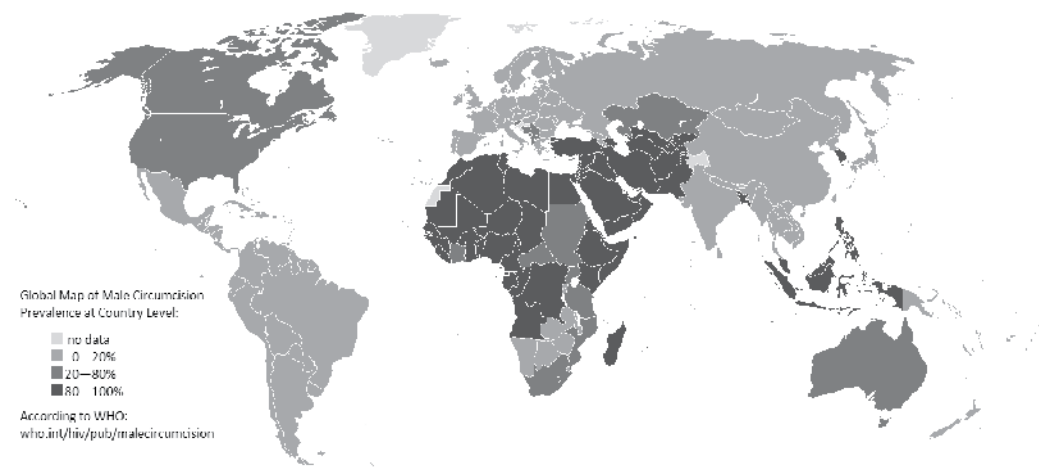 Global Map of Male Circumcision
Prevalence at Country Level:
no data
0 20%
20—80%
80 100%
According to WHO:
who.int/hiv/pub/malecircumcision